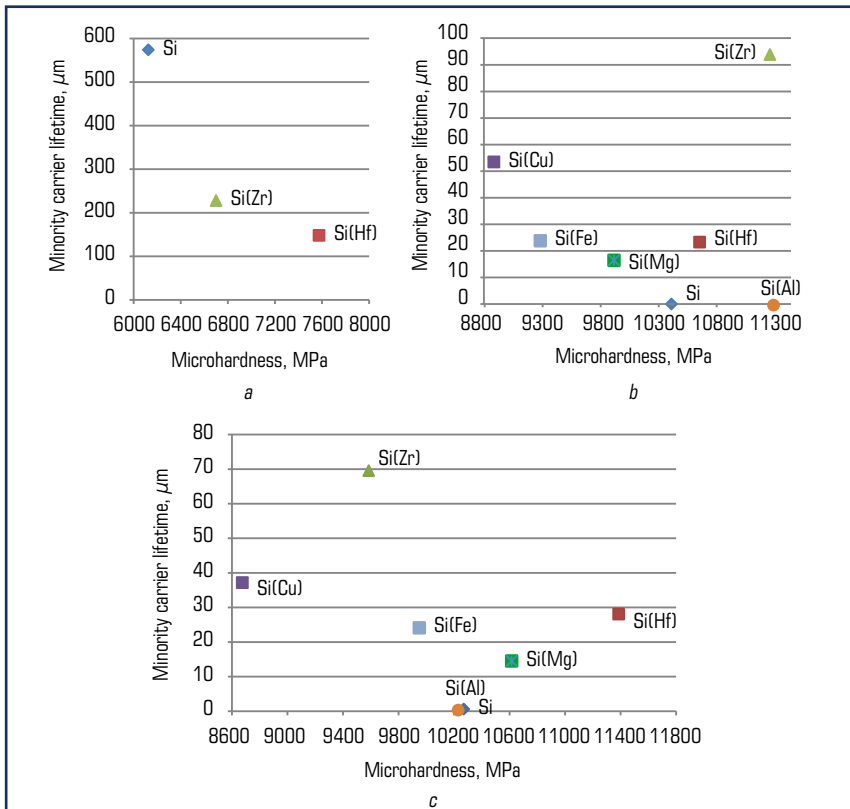 Minority carrier lifetime, μm
600
500
400
300
200
100
0
Si
Si(Zr)
Si(Hf)
6000 6400 6800 7200 7600 8000
Microhardness, MPa
a
Minority carrier lifetime, μm
100
90
80
70
60
50
40
30
20
10
0
Si(Zr)
Si(Cu)
Si(Fe)
Si(Hf)
Si(Mg)
Si
Si(Al)
8800 9300 9800 10300 10800 11300
Microhardness, MPa
b
Minority carrier lifetime, μm
80
70
60
50
40
30
20
10
0
Si(Zr)
Si(Cu)
Si(Fe)
Si(Hf)
Si(Mg)
Si(Al)
Si
8600 9000 9400 9800 10200 10600 11000 11400 11800
Microhardness, MPa
c